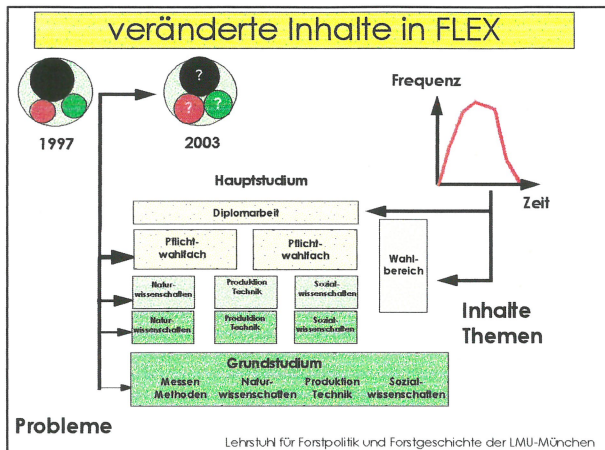 veränderte Inhalte in FLEX
? 
? ?
1997
2003
Frequenz
Zeit
Hauptstudium
Diplomarbeit
Pflicht-
wahlfach
Pflicht-
wahlfach
Wahl-
bereich
Natur-
wissenschaften
Produktion
Technik
Sozial-
wissenschaften
Natur-
wissenschaften
Produktion
Technik
Sozial-
wissenschaften
Inhalte
Themen
Grundstudium
Messen
Methoden
Natur-
wissenschaften
Produktion
Technik
Sozial-
wissenschaften
Probleme
Lehrstuhl für Forstpolitik und Forstgeschichte der LMU-München